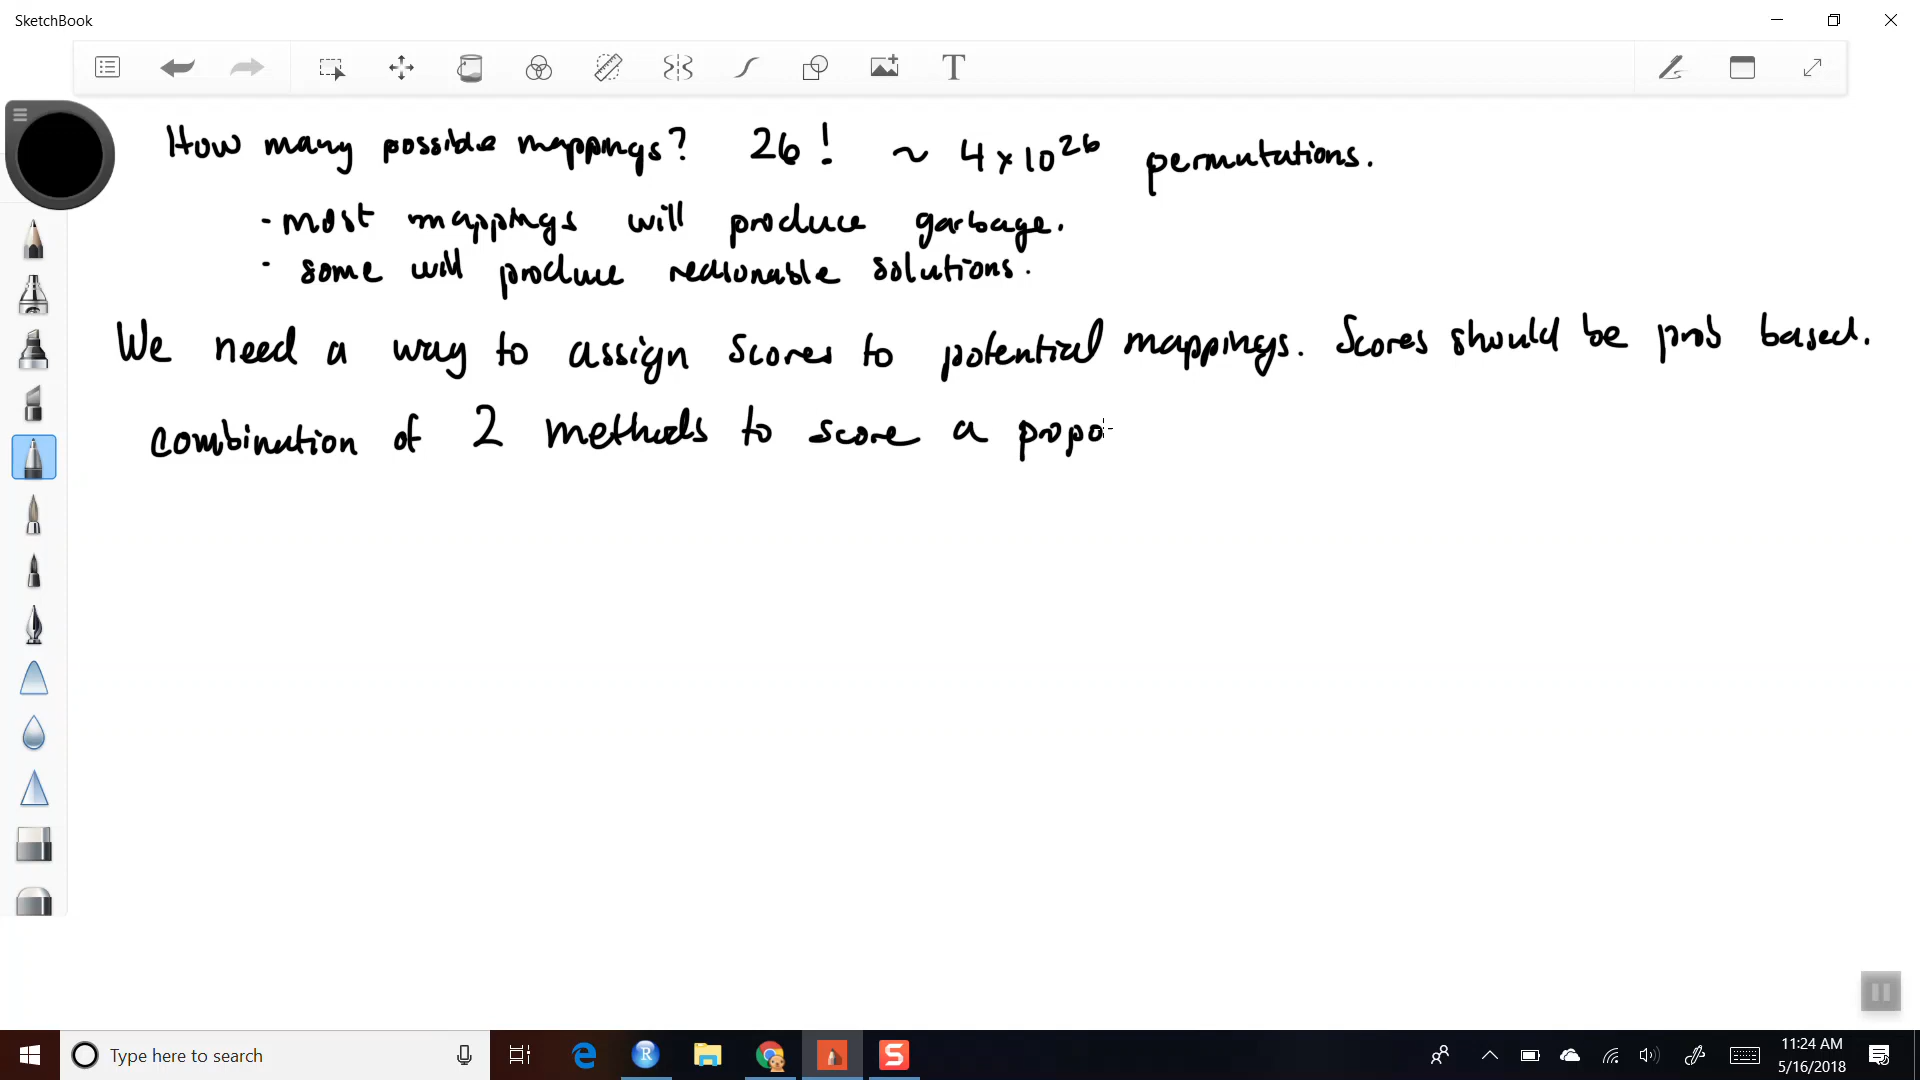 SketchBook
T
How many possible mappings? 26! ~ 4 x 10^26 permutations.
- most mappings will produce garbage.
- some will produce reasonable solutions.
We need a way to assign scores to potential mappings. Scores should be prob based.
combination of 2 methods to score a propo
Type here to search
11:24 AM
5/16/2018